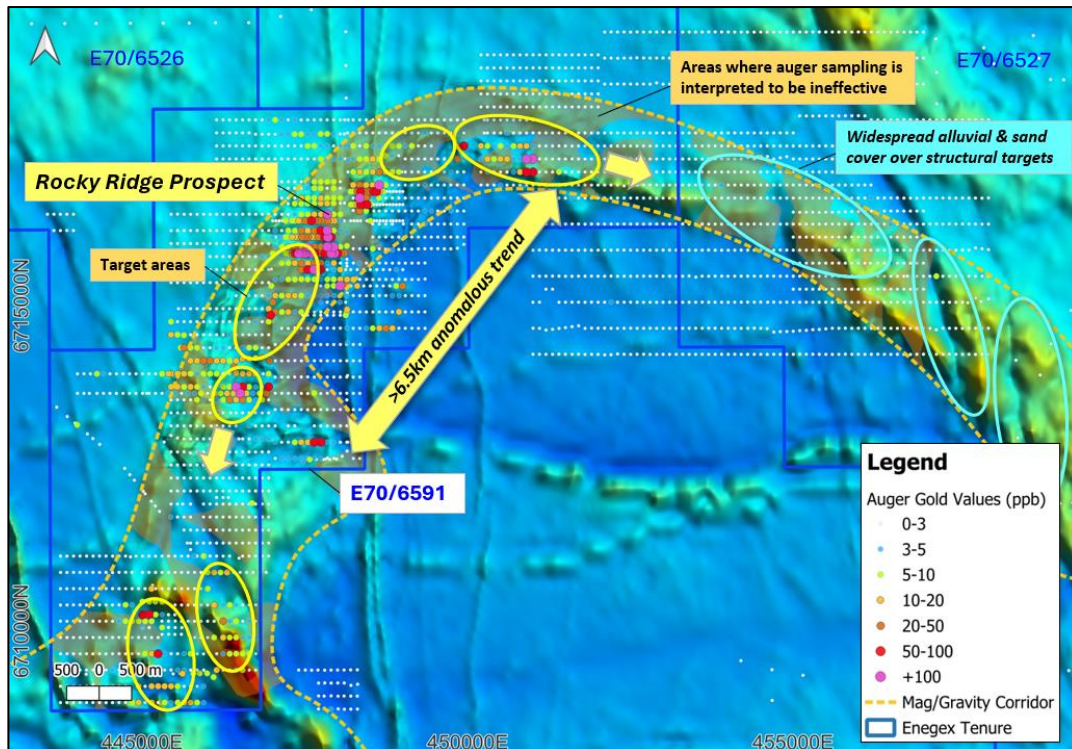 E70/6526
E70/6527
Areas where auger sampling is
interpreted to be ineffective
Widespread alluvial & sand
cover over structural targets
Rocky Ridge Prospect
Target areas
6715000N
>6.5km anomalous trend
E70/6591
6710000N
500 0 500 m
445000E
450000E
455000E
Legend
Auger Gold Values (ppb)
0-3
3-5
5-10
10-20
20-50
50-100
+100
Mag/Gravity Corridor
Enegex Tenure